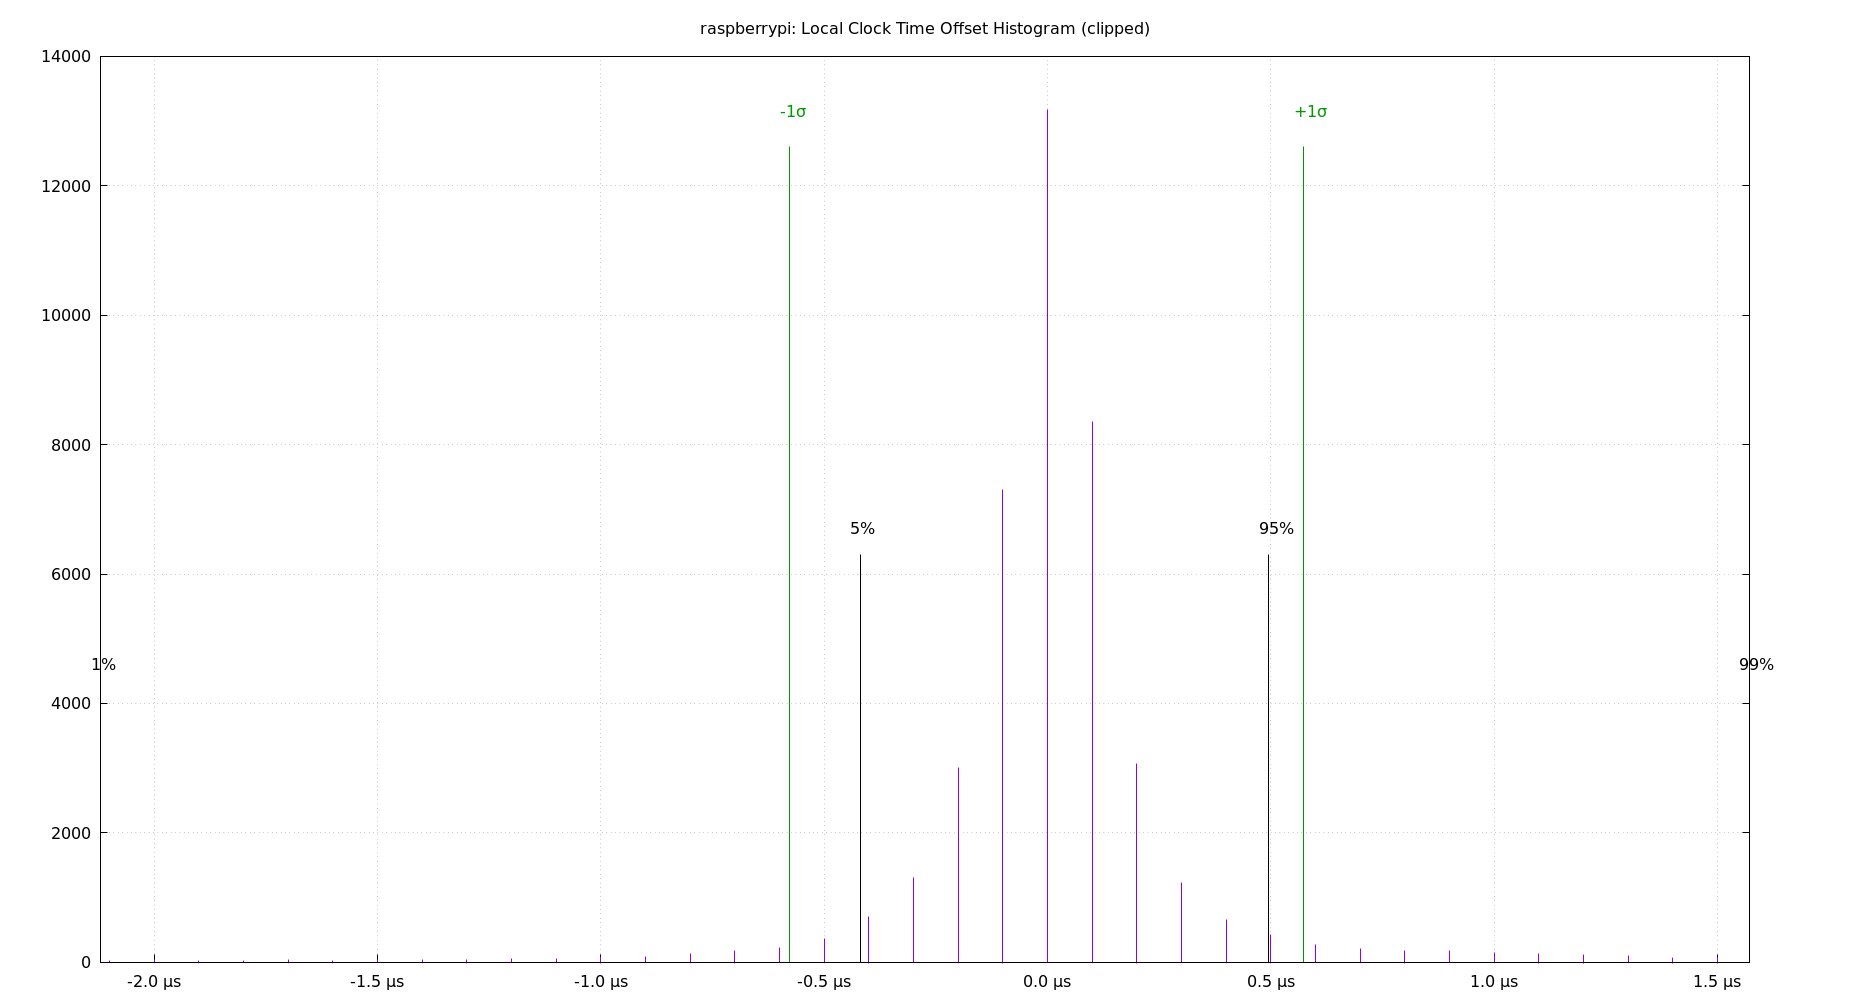 raspberrypi: Local Clock Time Offset Histogram (clipped)
14000
-1σ
+1σ
12000
10000
8000
5%
95%
6000
1%
99%
4000
2000
0
-2.0 µs
-1.5 µs
-1.0 µs
-0.5 µs
0.0 µs
0.5 µs
1.0 µs
1.5 µs